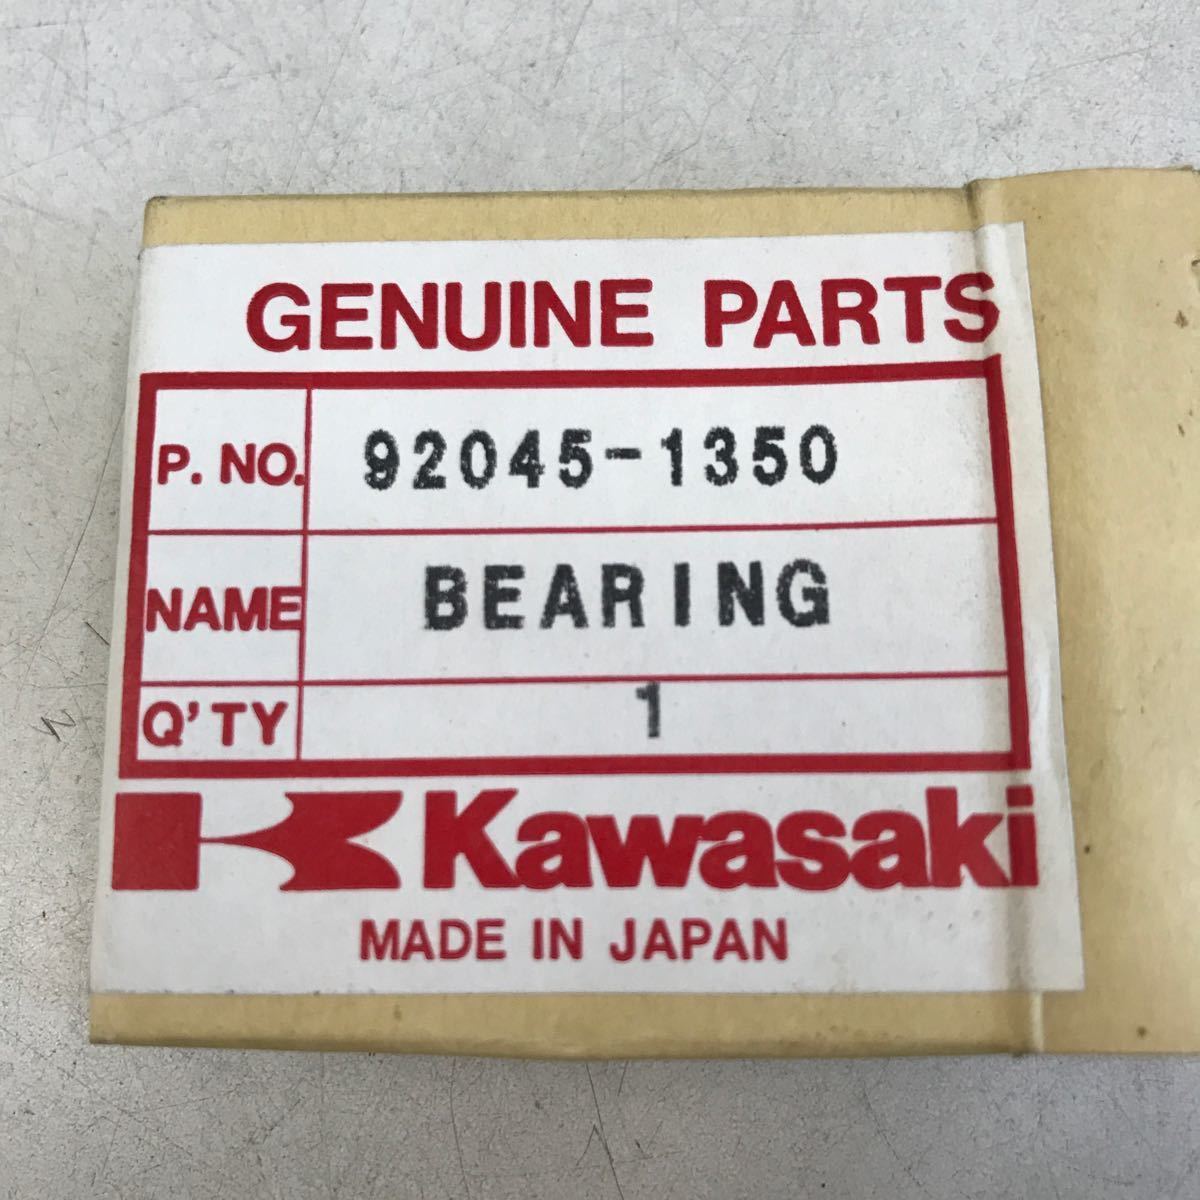 GENUINE PARTS
P. NO. 92045-1350
NAME BEARING
Q'TY 1
Kawasaki
MADE IN JAPAN